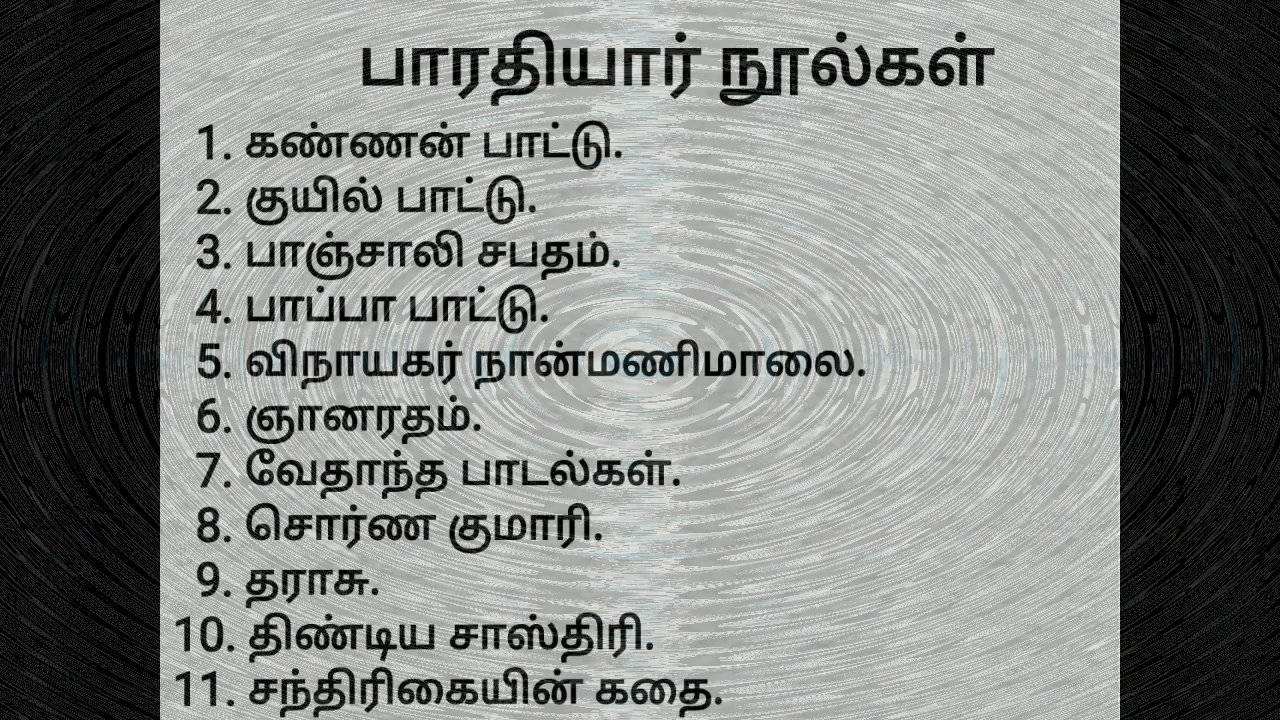 பாரதியார் நூல்கள்
1. கண்ணன் பாட்டு.
2. குயில் பாட்டு.
3. பாஞ்சாலி சபதம்.
4. பாப்பா பாட்டு.
5. விநாயகர் நான்மணிமாலை.
6. ஞானரதம்.
7. வேதாந்த பாடல்கள்.
8. சொர்ண குமாரி.
9. தராசு.
10. திண்டிய சாஸ்திரி.
11. சந்திரிகையின் கதை.